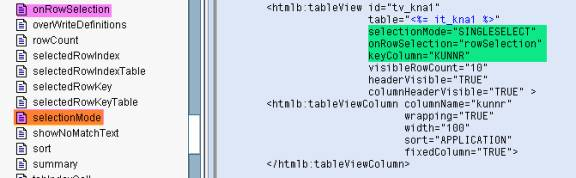 onRowSelection
overWriteDefinitions
rowCount
selectedRowIndex
selectedRowIndexTable
selectedRowKey
selectedRowKeyTable
selectionMode
showNoMatchText
sort
summary
<htmlb:tableView id="tv_kna1"
table="<%= it_kna1 %>"
selectionMode="SINGLESELECT"
onRowSelection="rowSelection"
keyColumn="KUNNR"
visibleRowCount="10"
headerVisible="TRUE"
columnHeaderVisible="TRUE" >
<htmlb:tableViewColumn columnName="kunnr"
wrapping="TRUE"
width="100"
sort="APPLICATION"
fixedColumn="TRUE">
</htmlb:tableViewColumn>